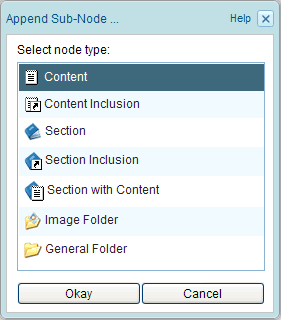 Append Sub-Node ... Help
Select node type:
Content
Content Inclusion
Section
Section Inclusion
Section with Content
Image Folder
General Folder
Okay Cancel